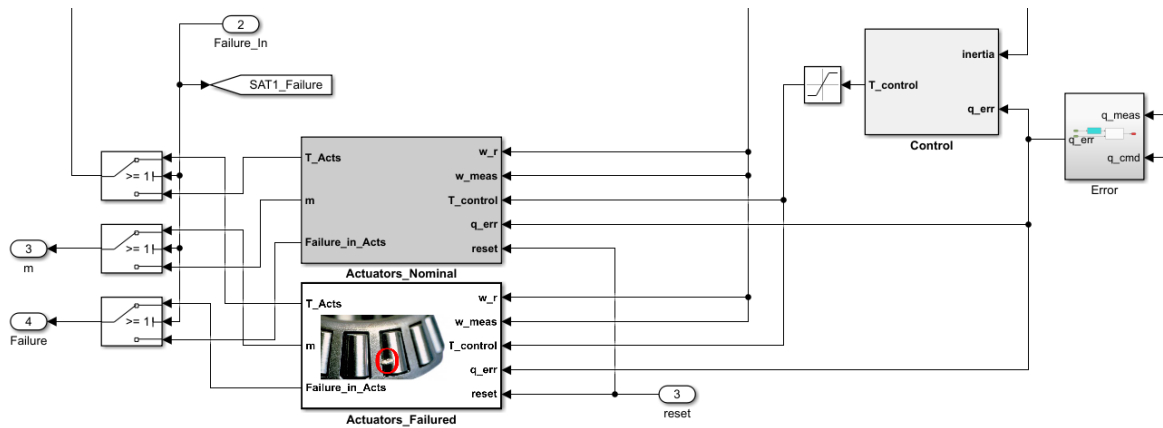 2
Failure_In
SAT1_Failure
inertia
T_control
q_err
Control
q_meas
q_err
q_cmd
Error
>= 1
T_Acts
w_r
w_meas
m
T_control
q_err
Failure_in_Acts
reset
Actuators_Nominal
>= 1
3
m
>= 1
4
Failure
T_Acts
w_r
w_meas
m
T_control
q_err
Failure_in_Acts
reset
Actuators_Failured
3
reset